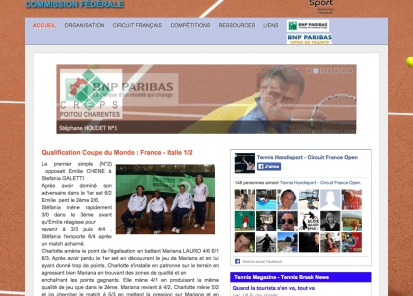 COMMISSION FÉDÉRALE
Sport
ACCUEIL ORGANISATION CIRCUIT FRANÇAIS COMPÉTITIONS RESSOURCES LIENS
BNP PARIBAS
BNP PARIBAS
OPEN DE FRANCE
BNP PARIBAS
d'un monde qui change
CREPS
POITOU CHARENTES
Stéphane HOUDET N°1
Qualification Coupe du Monde : France - Italie 1/2
Le premier simple (N°2)
opposait Emilie CHENE à
Stefania GALETTI
Après avoir dominé son
adversaire dans le 1er set 6/2
Emilie perd le 2ème 2/6.
Stéfania mène rapidement
3/0 dans le 3ème avant
qu'Emilie réagisse pour
revenir à 3/3 puis 4/4 .
Stéfania l'emporte 6/4 après
un match acharné.
Charlotte amène le point de l'égalisation en battant Mariana LAURO 4/6 6/1
6/3. Après avoir perdu le 1er set en découvrant le jeu de Mariana et en lui
ayant donné trop de points, Charlotte s'installe en patronne sur le terrain en
agressant bien Mariana en trouvant des zones de qualité et en
enchaînant les points gagnants. Elle mène 4/1 en produisant la même
qualité de jeu que dans le 2ème. Mariana revient à 4/2, Charlotte mène 5/2
et va chercher le match à 6/3 en mettant la pression sur Mariana et en
Tennis Handisport - Circuit France Open
J'aime
148 personnes aiment Tennis Handisport - Circuit France
Open.
Module social Facebook
Tennis Magazine - Tennis Break News
Quand la touriste s'en va, tout va